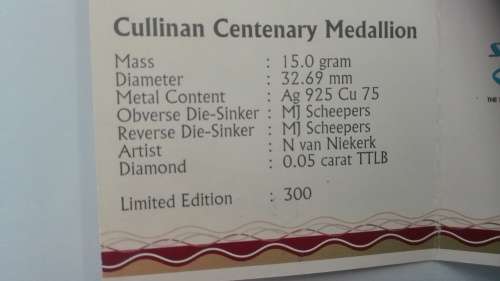 Cullinan Centenary Medallion
Mass : 15.0 gram
Diameter : 32.69 mm
Metal Content : Ag 925 Cu 75
Obverse Die-Sinker : MJ Scheepers
Reverse Die-Sinker : MJ Scheepers
Artist : N van Niekerk
Diamond : 0.05 carat TTLB
Limited Edition : 300
THE